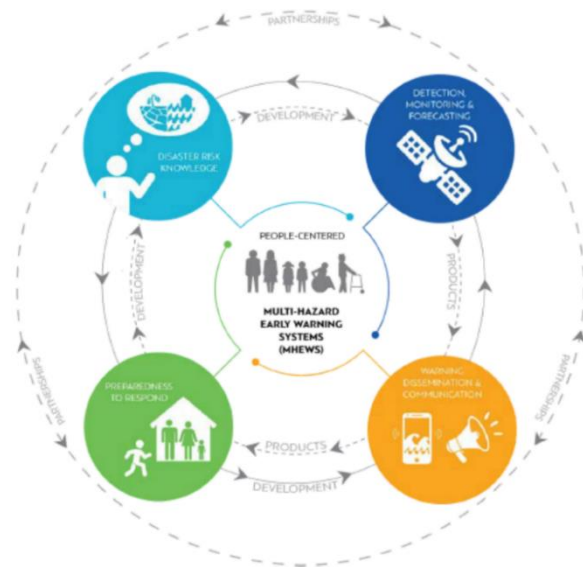 PARTNERSHIPS
DETECTION,
MONITORING &
FORECASTING
DEVELOPMENT
DISASTER RISK
KNOWLEDGE
PEOPLE-CENTERED
DEVELOPMENT
PRODUCTS
MULTI-HAZARD
EARLY WARNING
SYSTEMS
(MHEWS)
PARTNERSHIPS
PARTNERSHIPS
PREPAREDNESS
TO RESPOND
WARNING
DISSEMINATION &
COMMUNICATION
PRODUCTS
DEVELOPMENT